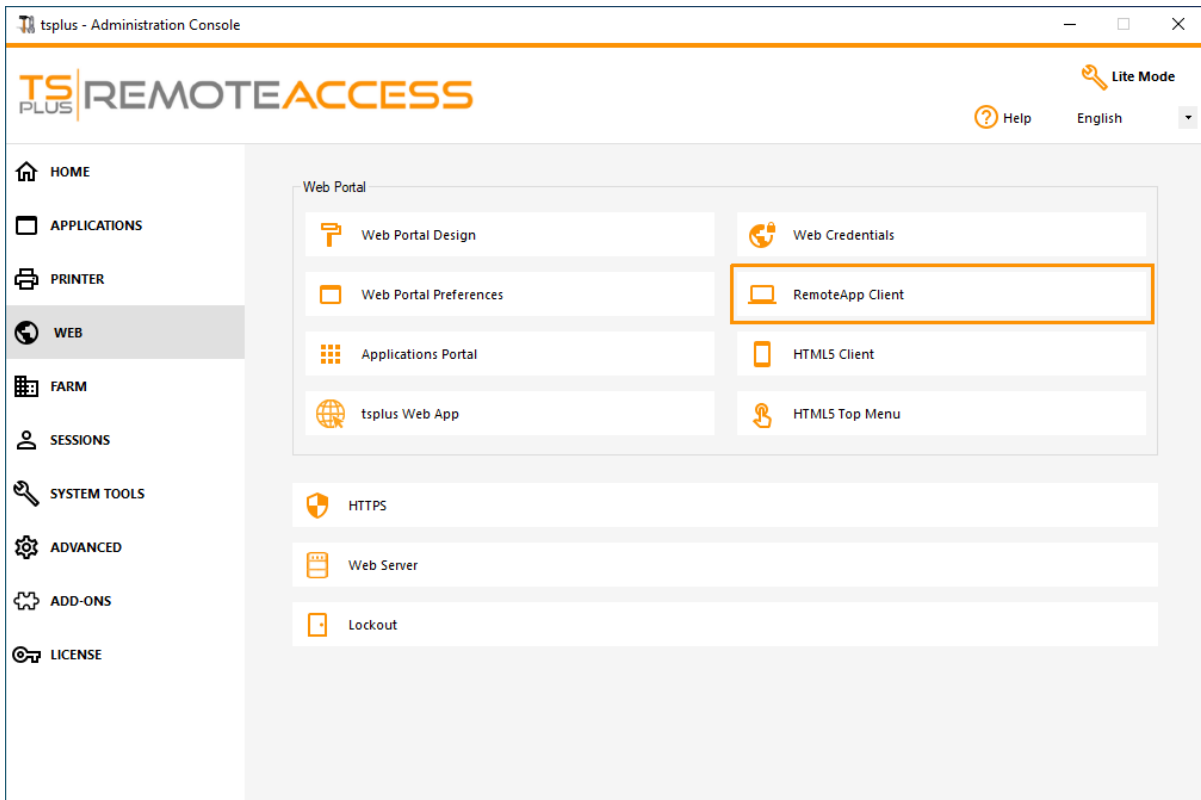 tsplus - Administration Console
TS PLUS REMOTEACCESS
Lite Mode
Help
English
HOME
APPLICATIONS
PRINTER
WEB
FARM
SESSIONS
SYSTEM TOOLS
ADVANCED
ADD-ONS
LICENSE
Web Portal
Web Portal Design
Web Credentials
Web Portal Preferences
RemoteApp Client
Applications Portal
HTML5 Client
tsplus Web App
HTML5 Top Menu
HTTPS
Web Server
Lockout